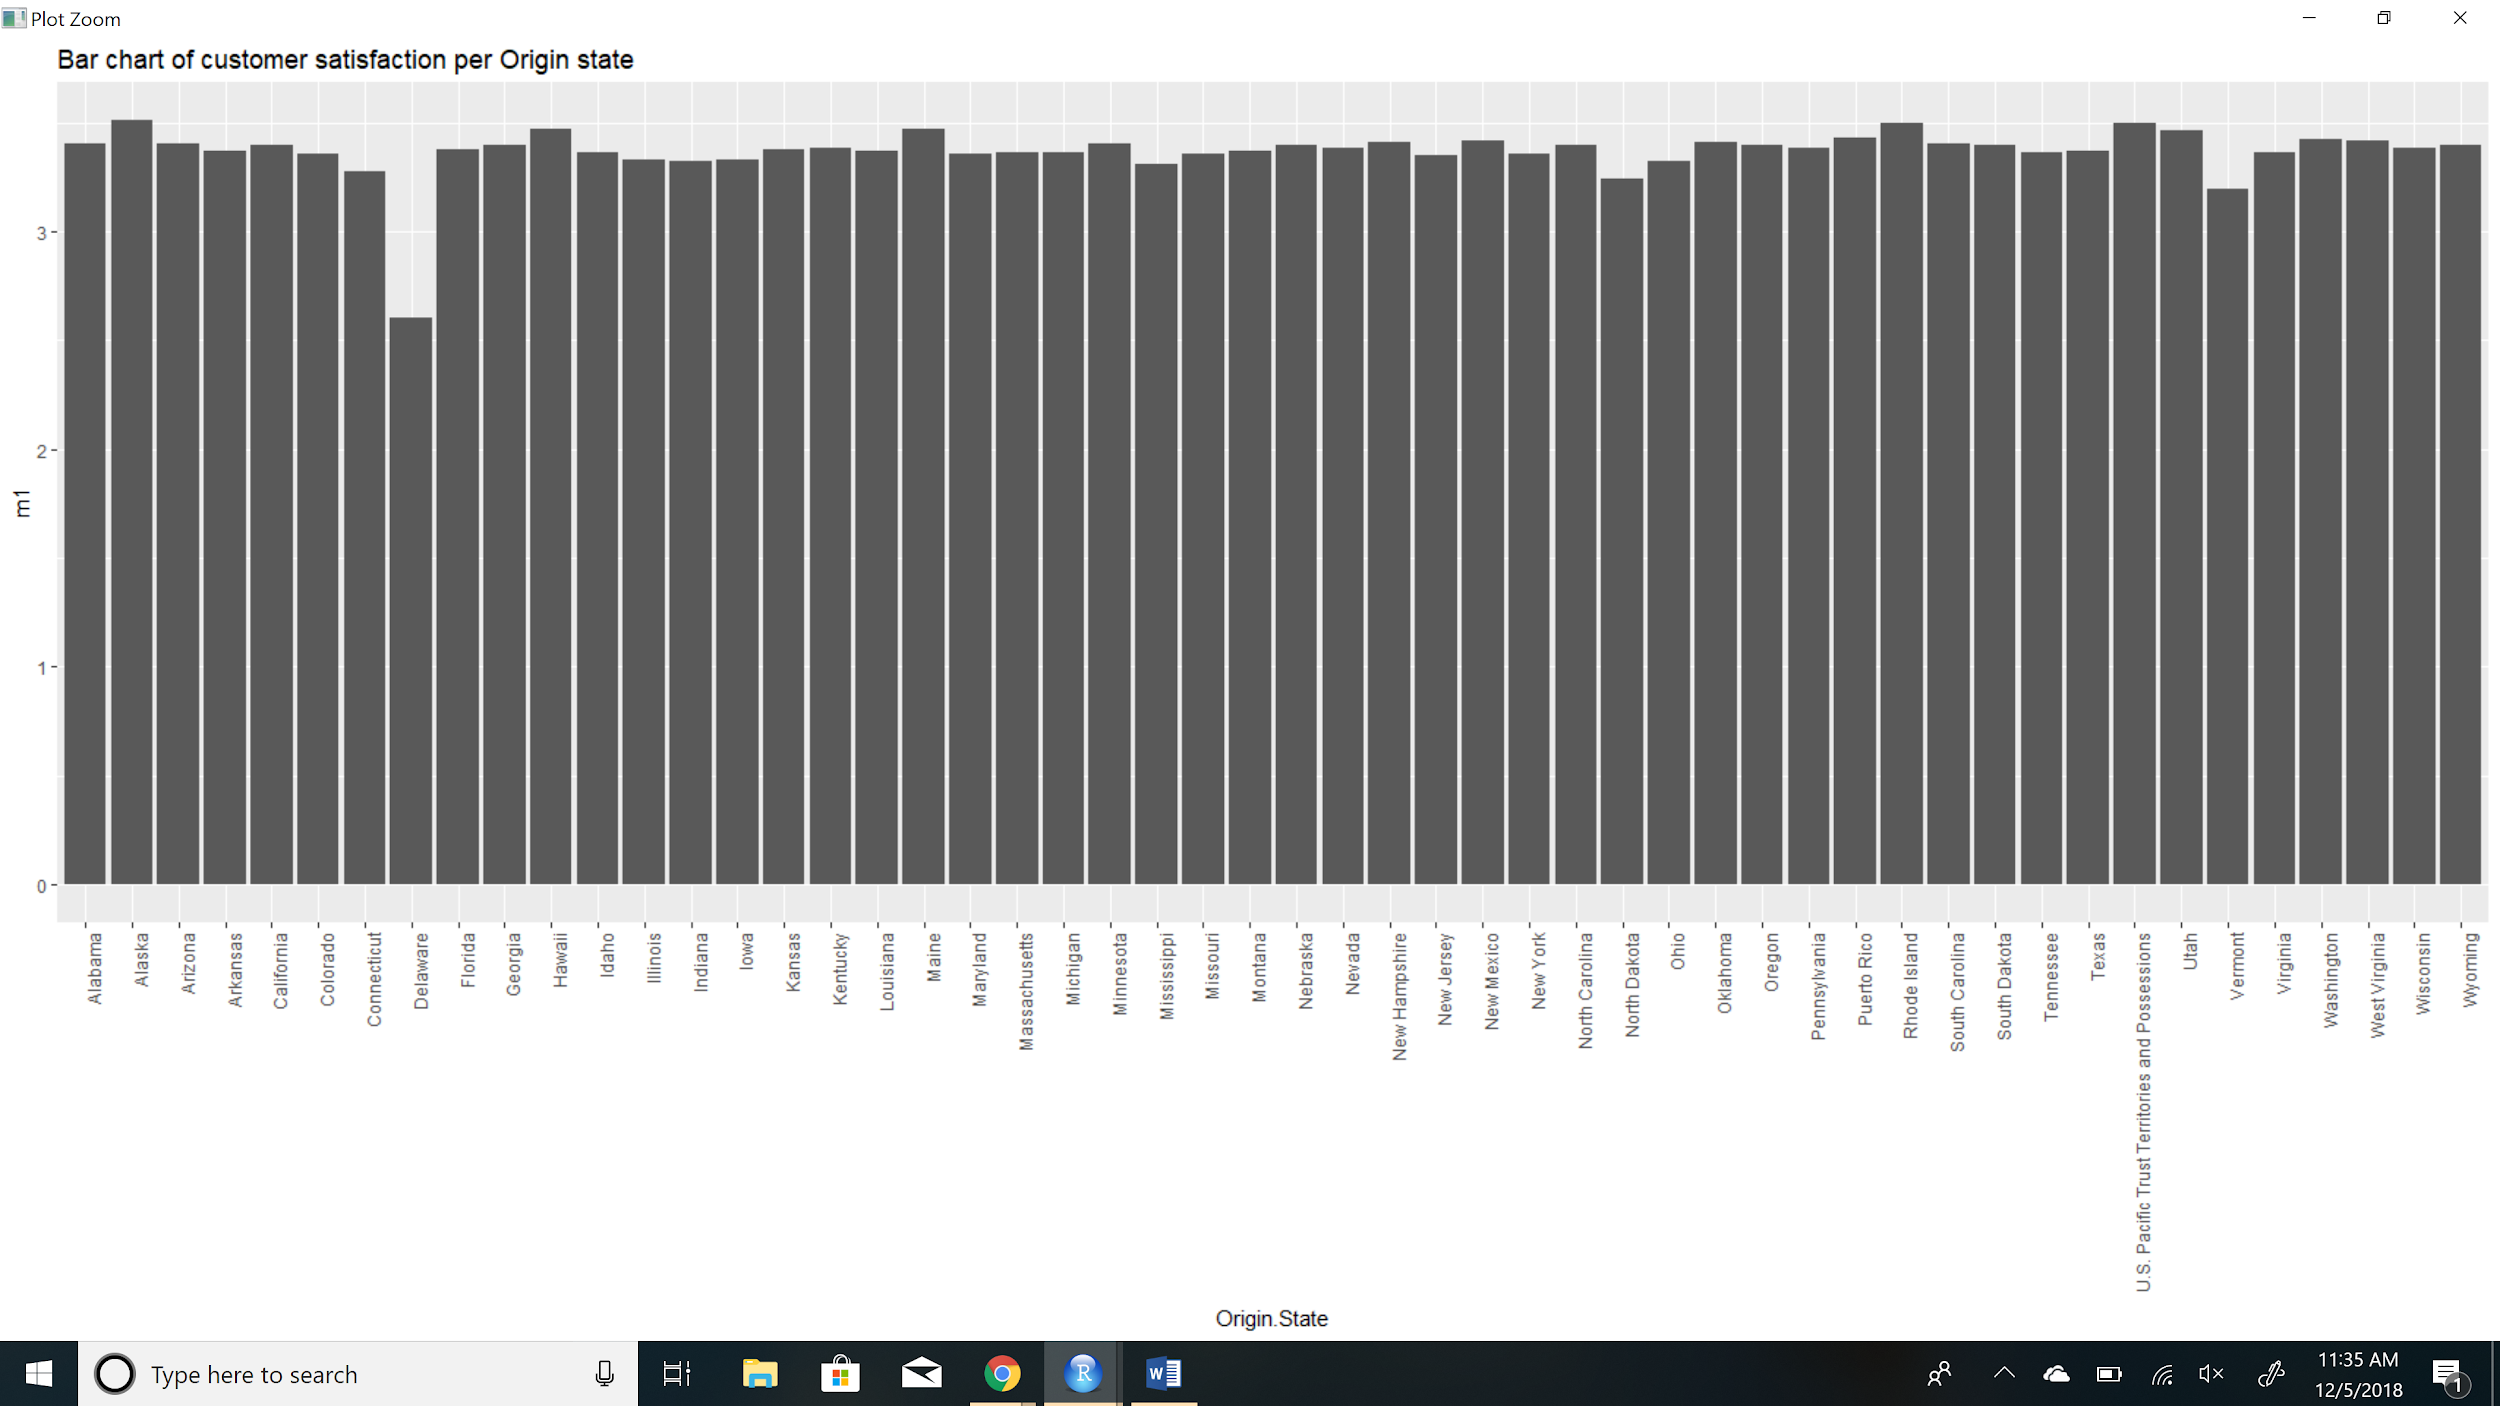 Plot Zoom
Bar chart of customer satisfaction per Origin state
3
2
1
0
m1
Alabama
Alaska
Arizona
Arkansas
California
Colorado
Connecticut
Delaware
Florida
Georgia
Hawaii
Idaho
Illinois
Indiana
Iowa
Kansas
Kentucky
Louisiana
Maine
Maryland
Massachusetts
Michigan
Minnesota
Mississippi
Missouri
Montana
Nebraska
Nevada
New Hampshire
New Jersey
New Mexico
New York
North Carolina
North Dakota
Ohio
Oklahoma
Oregon
Pennsylvania
Puerto Rico
Rhode Island
South Carolina
South Dakota
Tennessee
Texas
U.S. Pacific Trust Territories and Possessions
Utah
Vermont
Virginia
Washington
West Virginia
Wisconsin
Wyoming
Origin.State
Type here to search
R
W
11:35 AM
12/5/2018
1